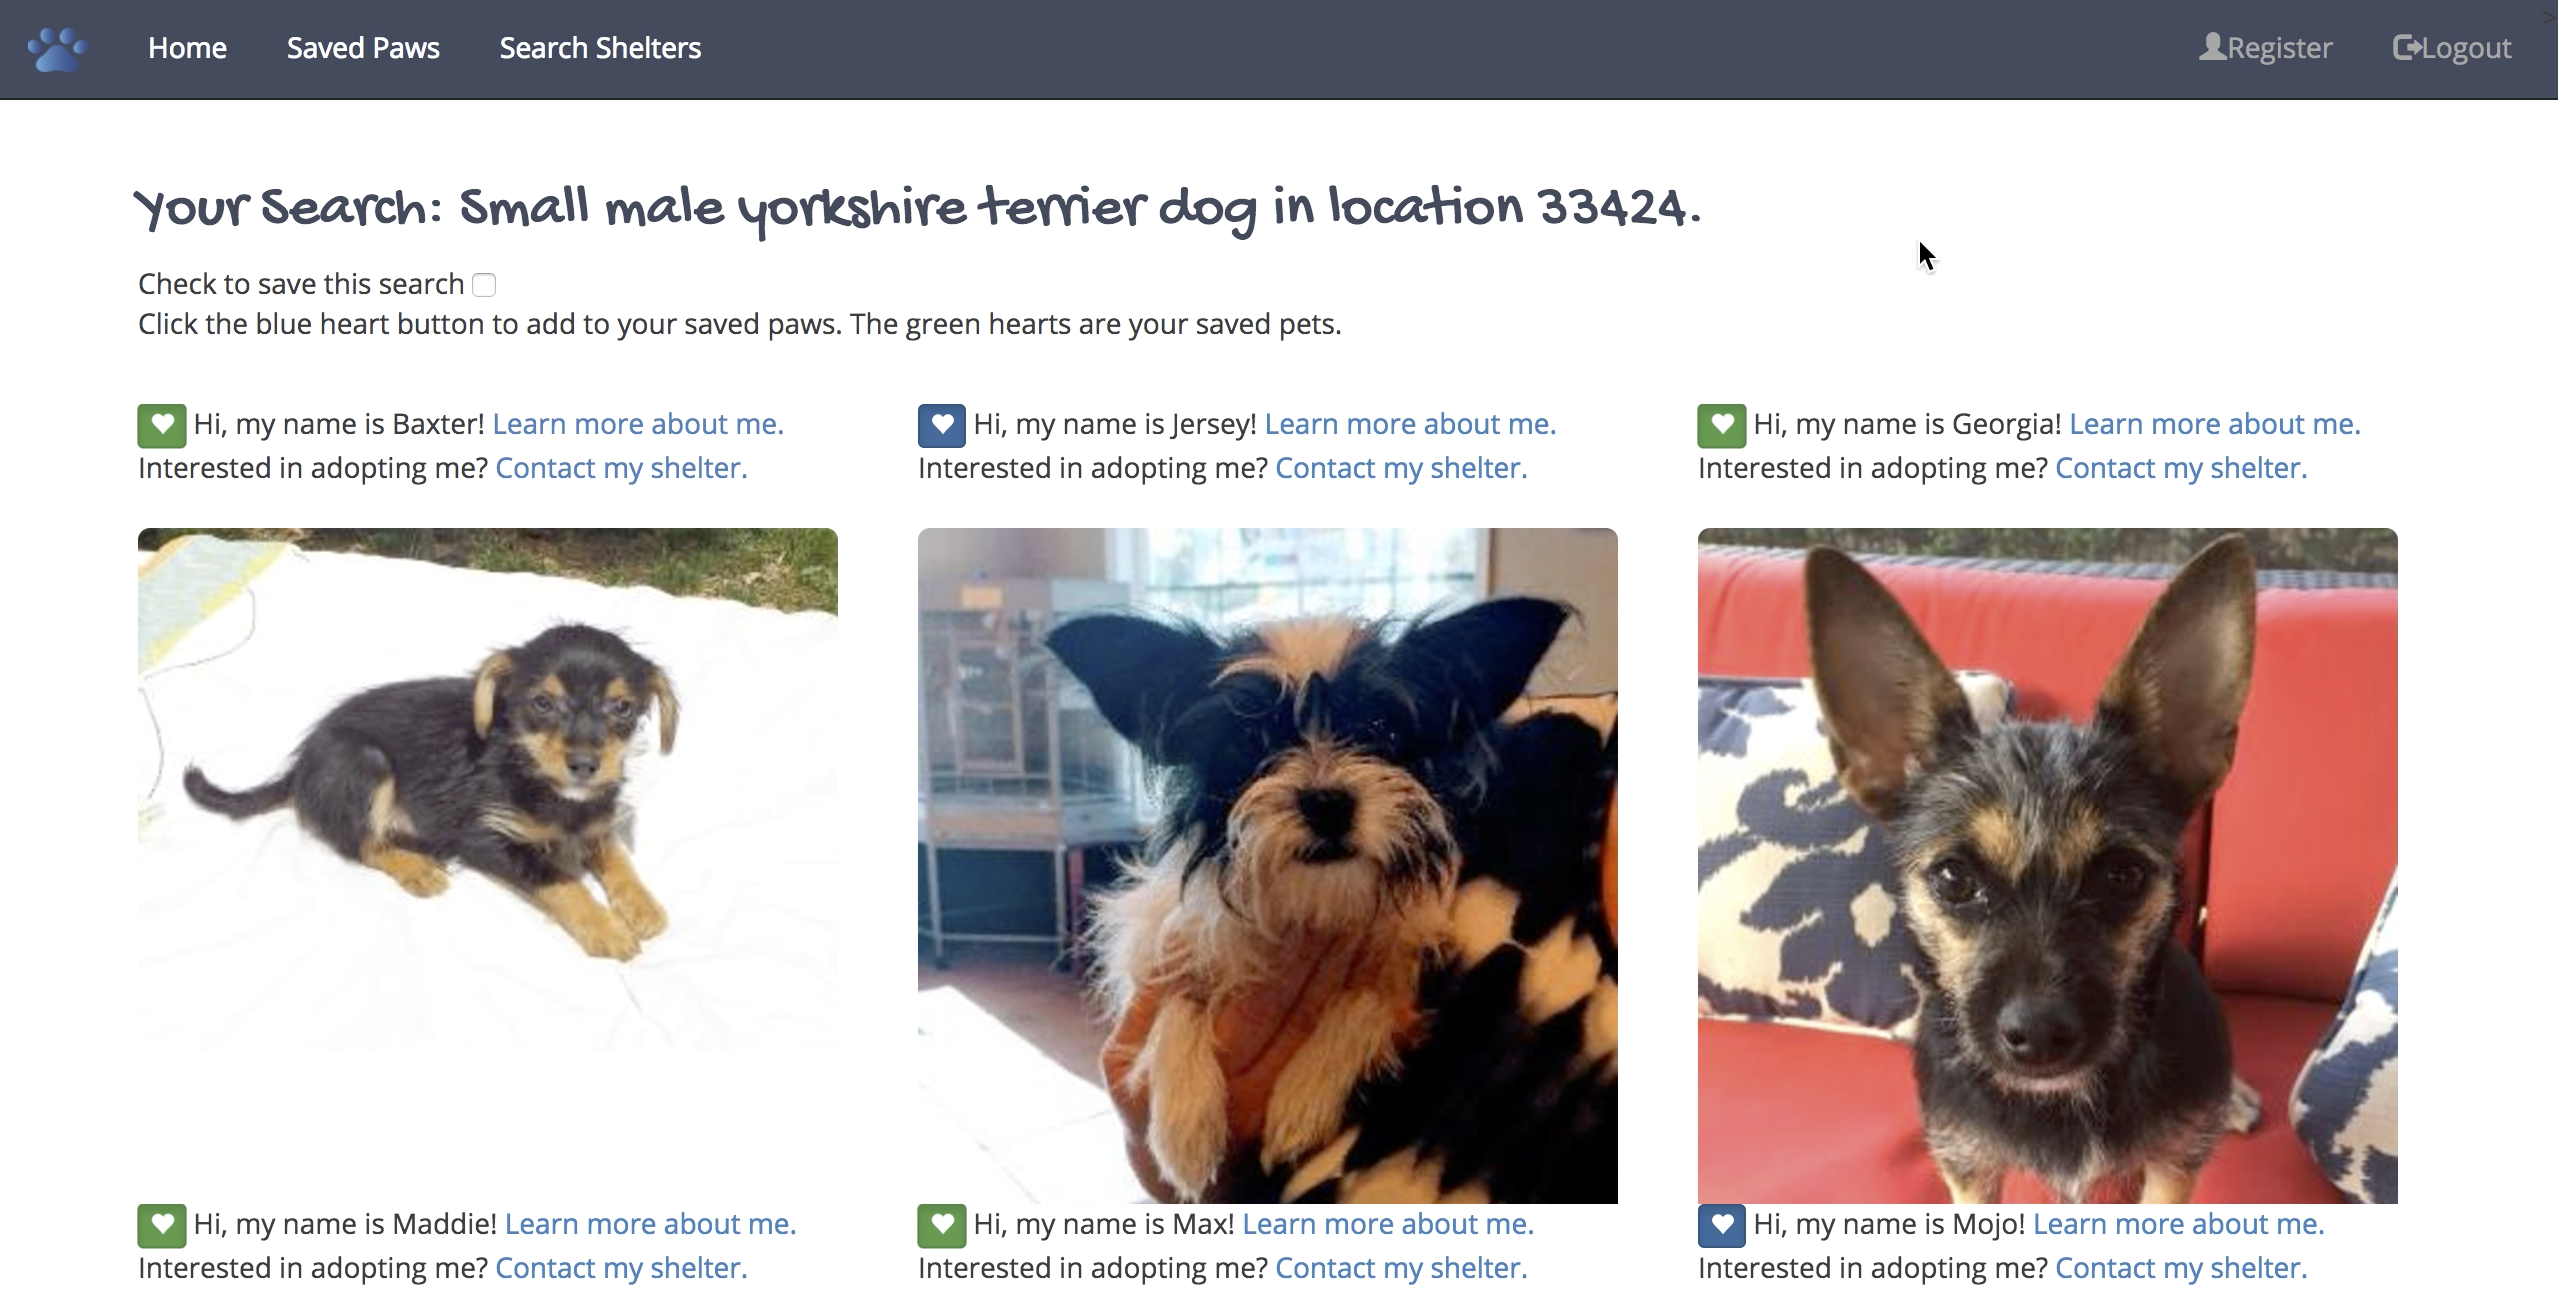 Home Saved Paws Search Shelters Register Logout >
Your Search: Small male yorkshire terrier dog in location 33424.
Check to save this search
Click the blue heart button to add to your saved paws. The green hearts are your saved pets.
Hi, my name is Baxter! Learn more about me.
Interested in adopting me? Contact my shelter.
Hi, my name is Jersey! Learn more about me.
Interested in adopting me? Contact my shelter.
Hi, my name is Georgia! Learn more about me.
Interested in adopting me? Contact my shelter.
Hi, my name is Maddie! Learn more about me.
Interested in adopting me? Contact my shelter.
Hi, my name is Max! Learn more about me.
Interested in adopting me? Contact my shelter.
Hi, my name is Mojo! Learn more about me.
Interested in adopting me? Contact my shelter.